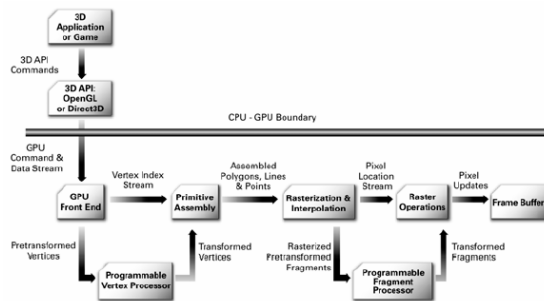 3D
Application
or Game
3D API
Commands
3D API:
OpenGL
or Direct3D
CPU - GPU Boundary
GPU
Command &
Data Stream
Vertex Index
Stream
Assembled
Polygons, Lines
& Points
Pixel
Location
Stream
Pixel
Updates
GPU
Front End
Primitive
Assembly
Rasterization &
Interpolation
Raster
Operations
Frame Buffer
Pretransformed
Vertices
Transformed
Vertices
Rasterized
Pretransformed
Fragments
Transformed
Fragments
Programmable
Vertex Processor
Programmable
Fragment
Processor